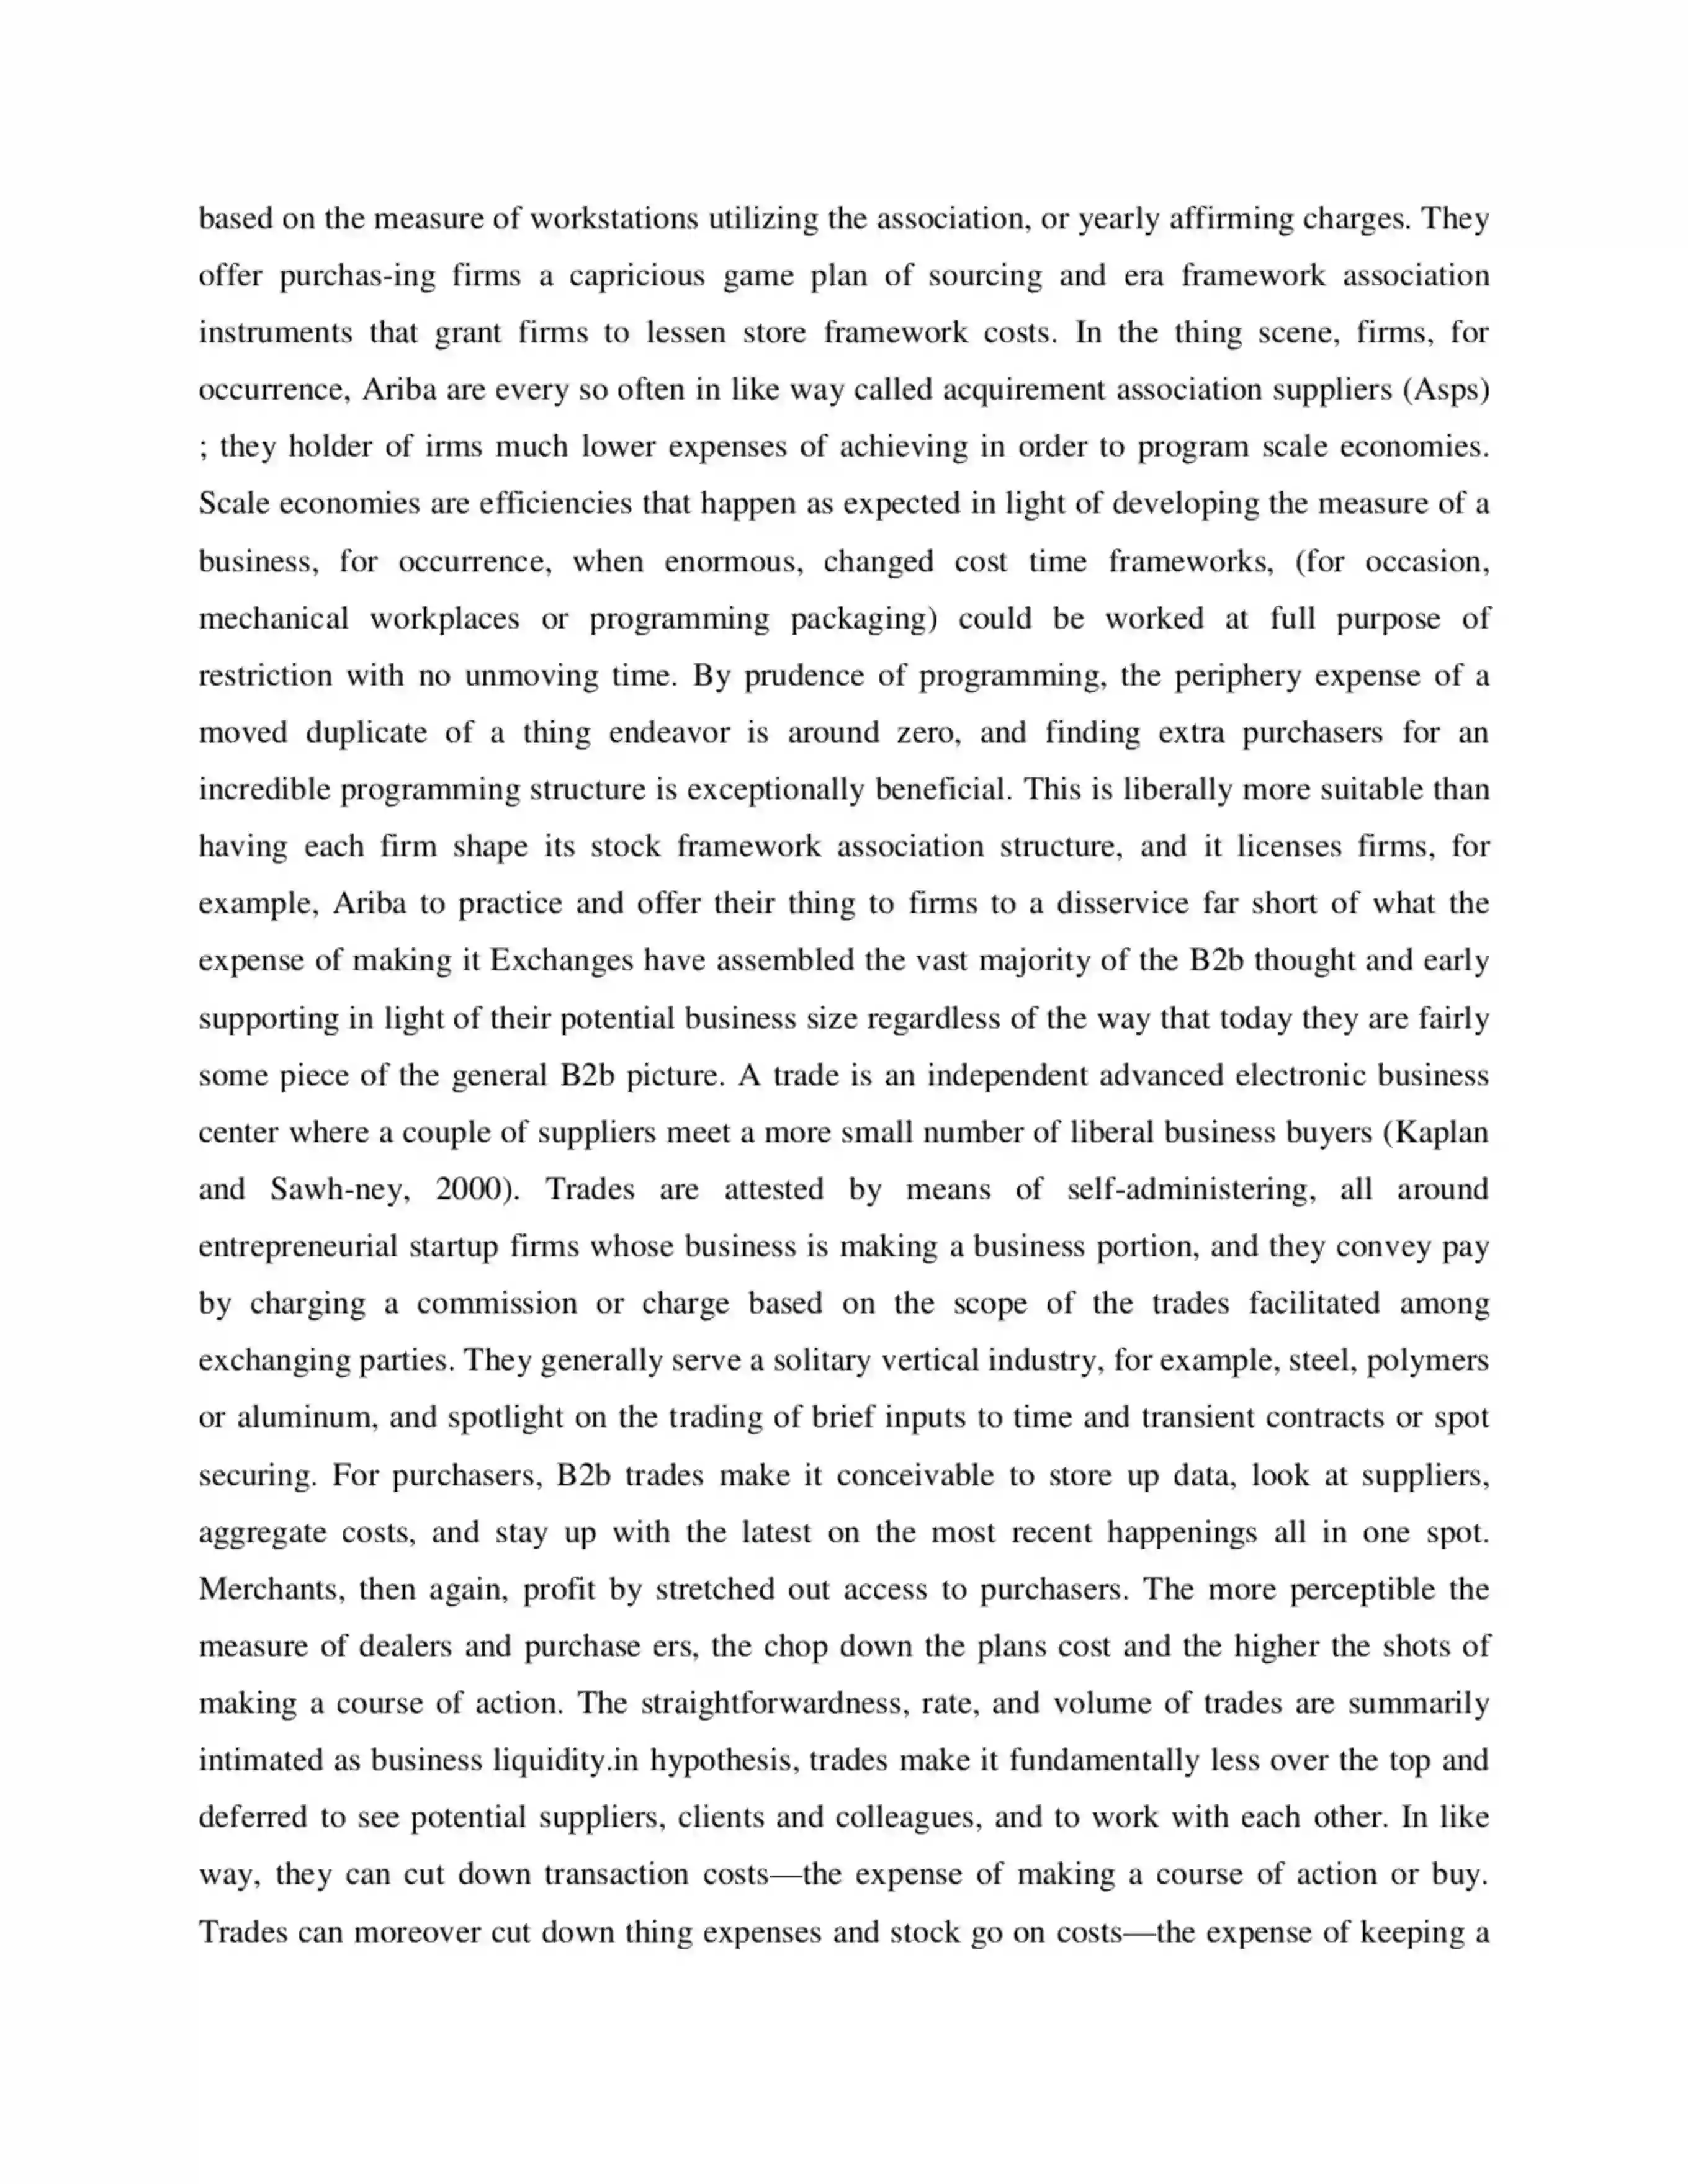 based on the measure of workstations utilizing the association, or yearly affirming charges. They
offer purchas-ing firms a capricious game plan of sourcing and era framework association
instruments that grant firms to lessen store framework costs. In the thing scene, firms, for
occurrence, Ariba are every so often in like way called acquirement association suppliers (Asps)
; they holder of irms much lower expenses of achieving in order to program scale economies.
Scale economies are efficiencies that happen as expected in light of developing the measure of a
business, for occurrence, when enormous, changed cost time frameworks, (for occasion,
mechanical workplaces or programming packaging) could be worked at full purpose of
restriction with no unmoving time. By prudence of programming, the periphery expense of a
moved duplicate of a thing endeavor is around zero, and finding extra purchasers for an
incredible programming structure is exceptionally beneficial. This is liberally more suitable than
having each firm shape its stock framework association structure, and it licenses firms, for
example, Ariba to practice and offer their thing to firms to a disservice far short of what the
expense of making it Exchanges have assembled the vast majority of the B2b thought and early
supporting in light of their potential business size regardless of the way that today they are fairly
some piece of the general B2b picture. A trade is an independent advanced electronic business
center where a couple of suppliers meet a more small number of liberal business buyers (Kaplan
and Sawh-ney, 2000). Trades are attested by means of self-administering, all around
entrepreneurial startup firms whose business is making a business portion, and they convey pay
by charging a commission or charge based on the scope of the trades facilitated among
exchanging parties. They generally serve a solitary vertical industry, for example, steel, polymers
or aluminum, and spotlight on the trading of brief inputs to time and transient contracts or spot
securing. For purchasers, B2b trades make it conceivable to store up data, look at suppliers,
aggregate costs, and stay up with the latest on the most recent happenings all in one spot.
Merchants, then again, profit by stretched out access to purchasers. The more perceptible the
measure of dealers and purchase ers, the chop down the plans cost and the higher the shots of
making a course of action. The straightforwardness, rate, and volume of trades are summarily
intimated as business liquidity.in hypothesis, trades make it fundamentally less over the top and
deferred to see potential suppliers, clients and colleagues, and to work with each other. In like
way, they can cut down transaction costs—the expense of making a course of action or buy.
Trades can moreover cut down thing expenses and stock go on costs—the expense of keeping a